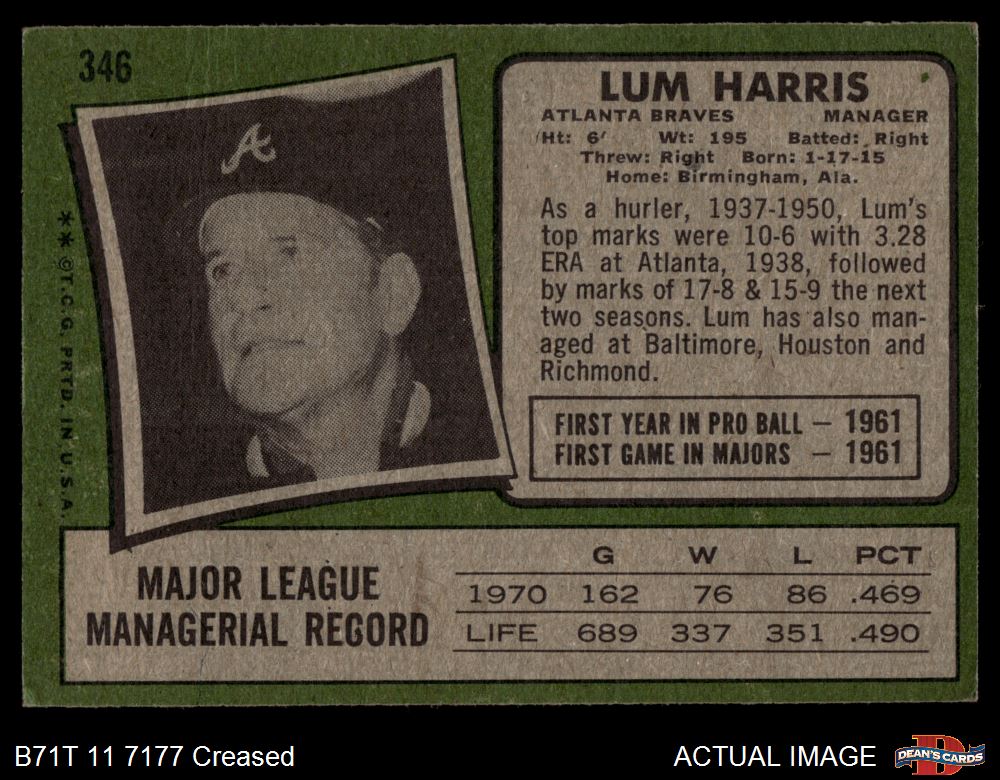 346
A
* * © T.C.G. PRTD. IN U.S.A.
LUM HARRIS
ATLANTA BRAVES MANAGER
Ht: 6' Wt: 195 Batted: Right
Threw: Right Born: 1-17-15
Home: Birmingham, Ala.
As a hurler, 1937-1950, Lum's
top marks were 10-6 with 3.28
ERA at Atlanta, 1938, followed
by marks of 17-8 & 15-9 the next
two seasons. Lum has also man-
aged at Baltimore, Houston and
Richmond.
FIRST YEAR IN PRO BALL — 1961
FIRST GAME IN MAJORS — 1961
MAJOR LEAGUE
MANAGERIAL RECORD
G W L PCT
1970 162 76 86 .469
LIFE 689 337 351 .490
B71T 11 7177 Creased
ACTUAL IMAGE
D
DEAN'S CARDS